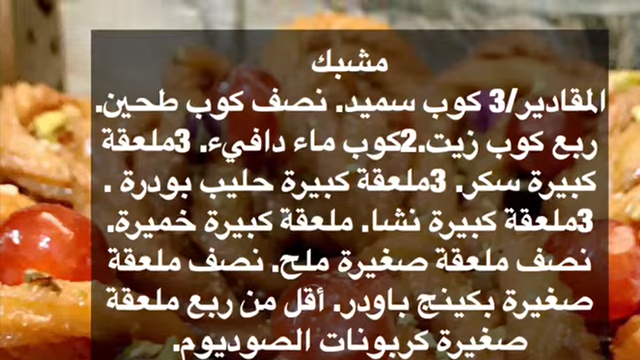 مشبك
المقادير/3 كوب سميد. نصف كوب طحين.
ربع كوب زيت.2كوب ماء دافيء. 3ملعقة
كبيرة سكر. 3ملعقة كبيرة حليب بودرة .
3ملعقة كبيرة نشا. ملعقة كبيرة خميرة.
نصف ملعقة صغيرة ملح. نصف ملعقة
صغيرة بكينج باودر. أقل من ربع ملعقة
صغيرة كربونات الصوديوم.